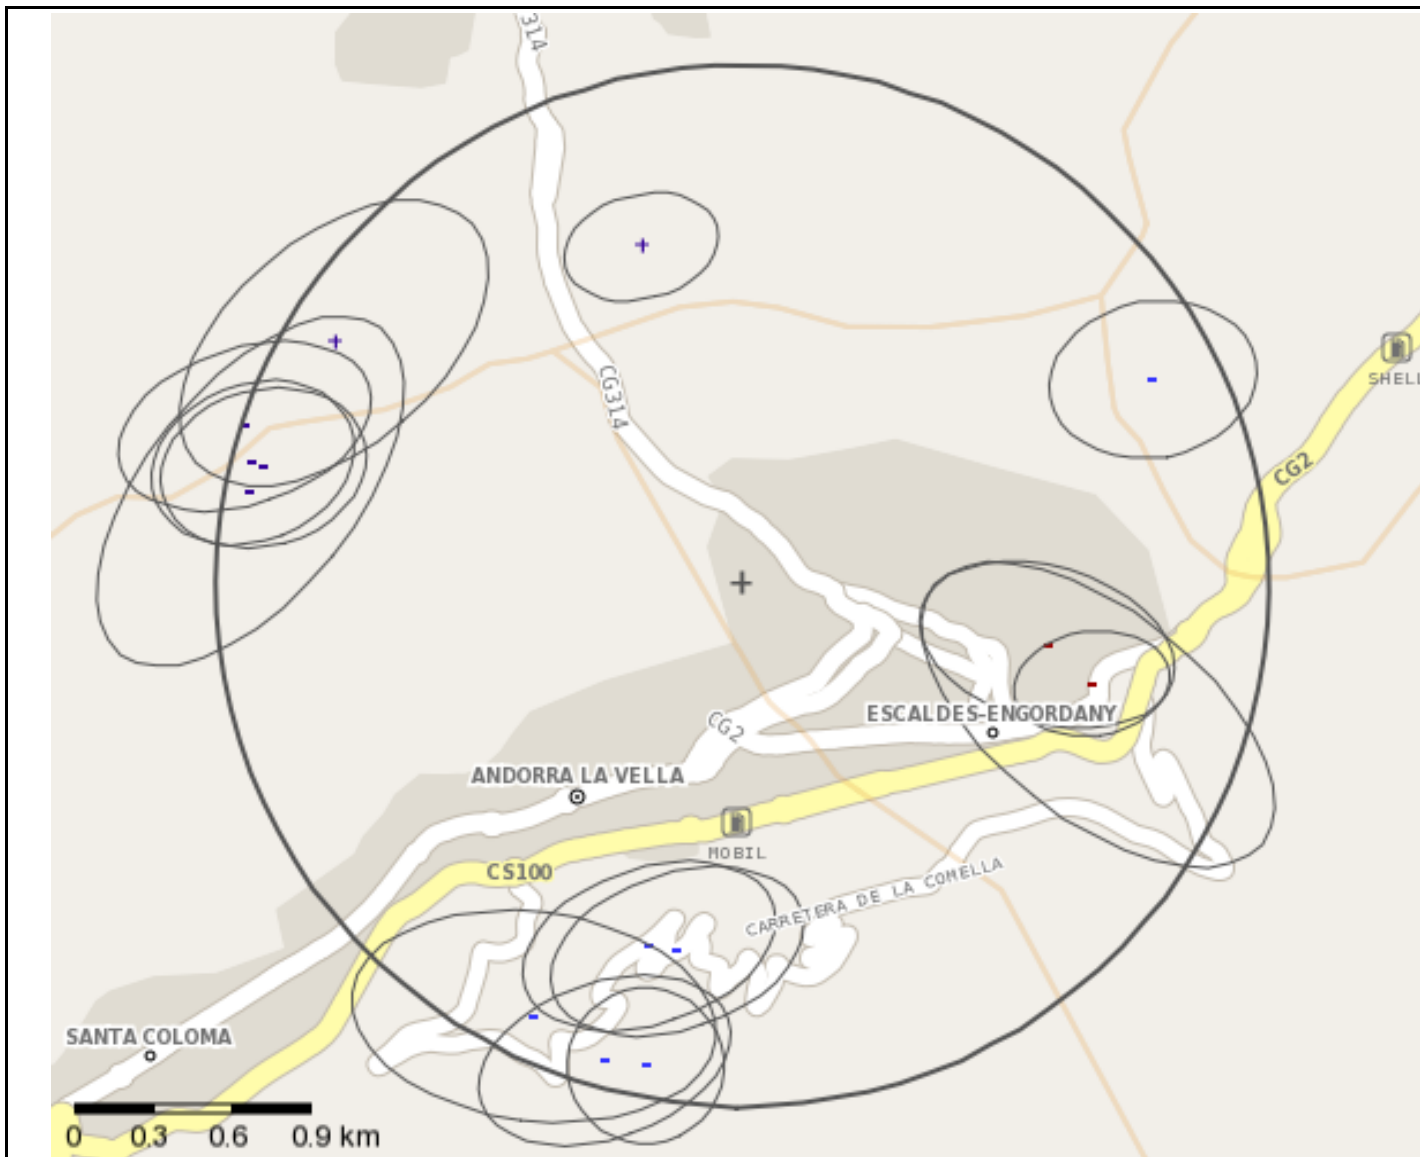 314
CG314
SHELL
CG2
ESCALDES-ENGORDANY
CG2
ANDORRA LA VELLA
MOBIL
CS100
CARRETERA DE LA COMELLA
SANTA COLOMA
0 0.3 0.6 0.9 km